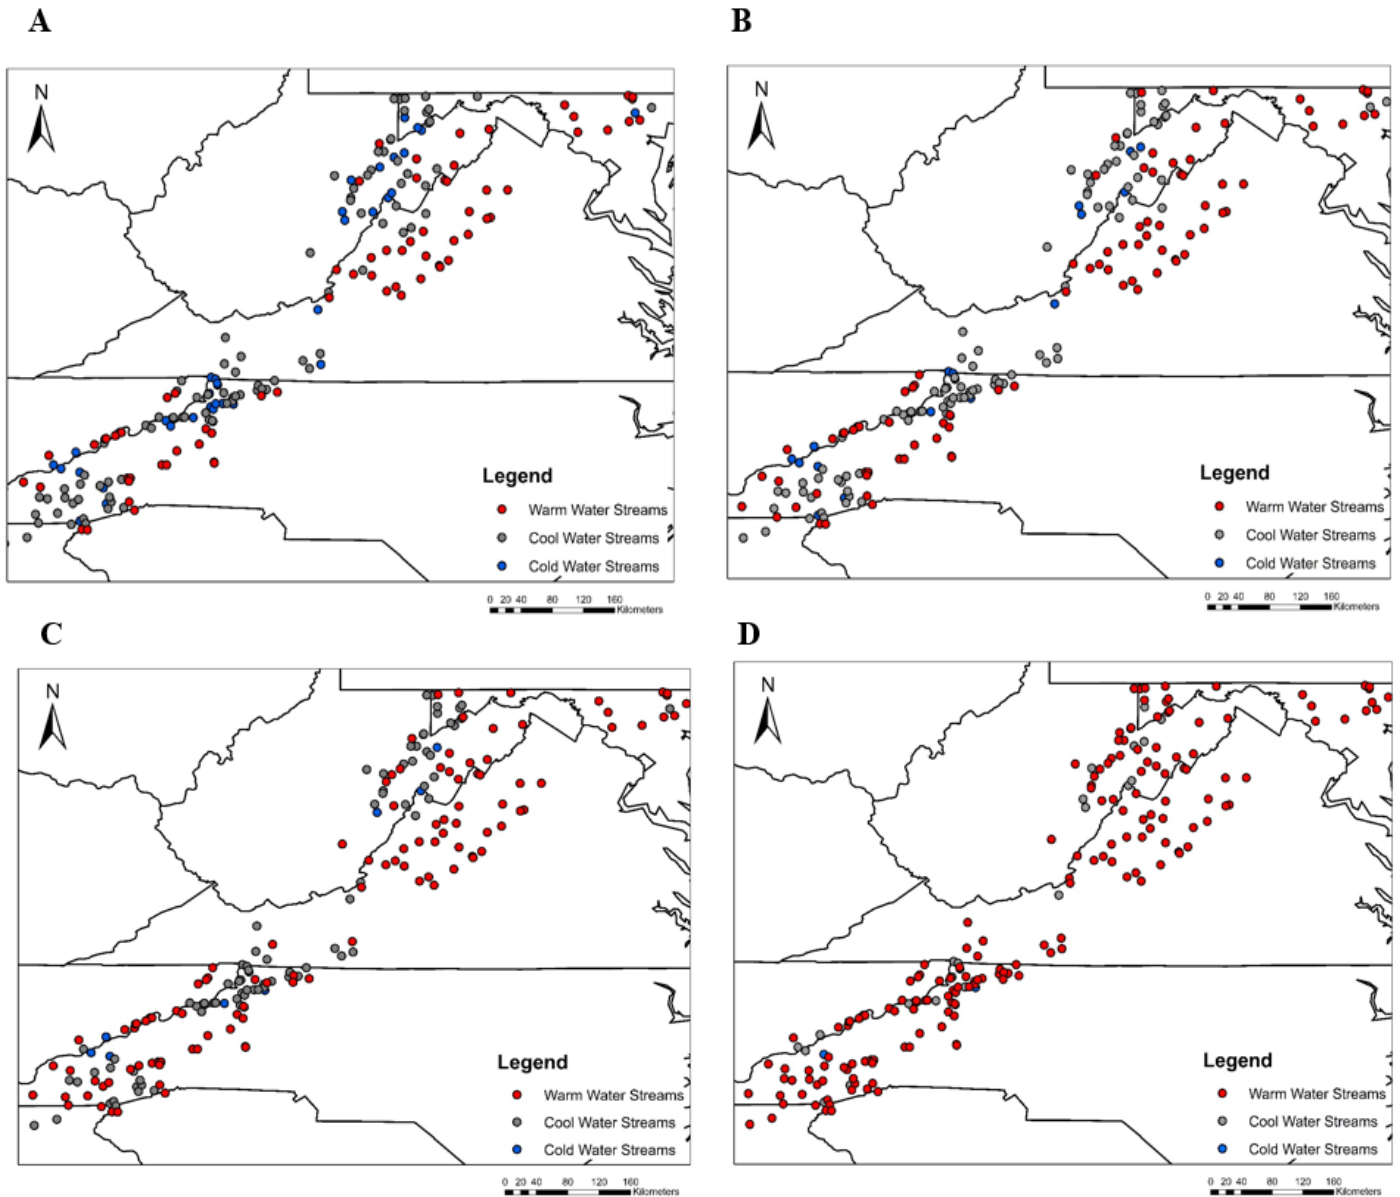 A
B
N
N
Legend
Warm Water Streams
Cool Water Streams
Cold Water Streams
0 20 40 80 120 160
Kilometers
Legend
Warm Water Streams
Cool Water Streams
Cold Water Streams
0 20 40 80 120 160
Kilometers
C
D
N
N
Legend
Warm Water Streams
Cool Water Streams
Cold Water Streams
0 20 40 80 120 160
Kilometers
Legend
Warm Water Streams
Cool Water Streams
Cold Water Streams
0 20 40 80 120 160
Kilometers